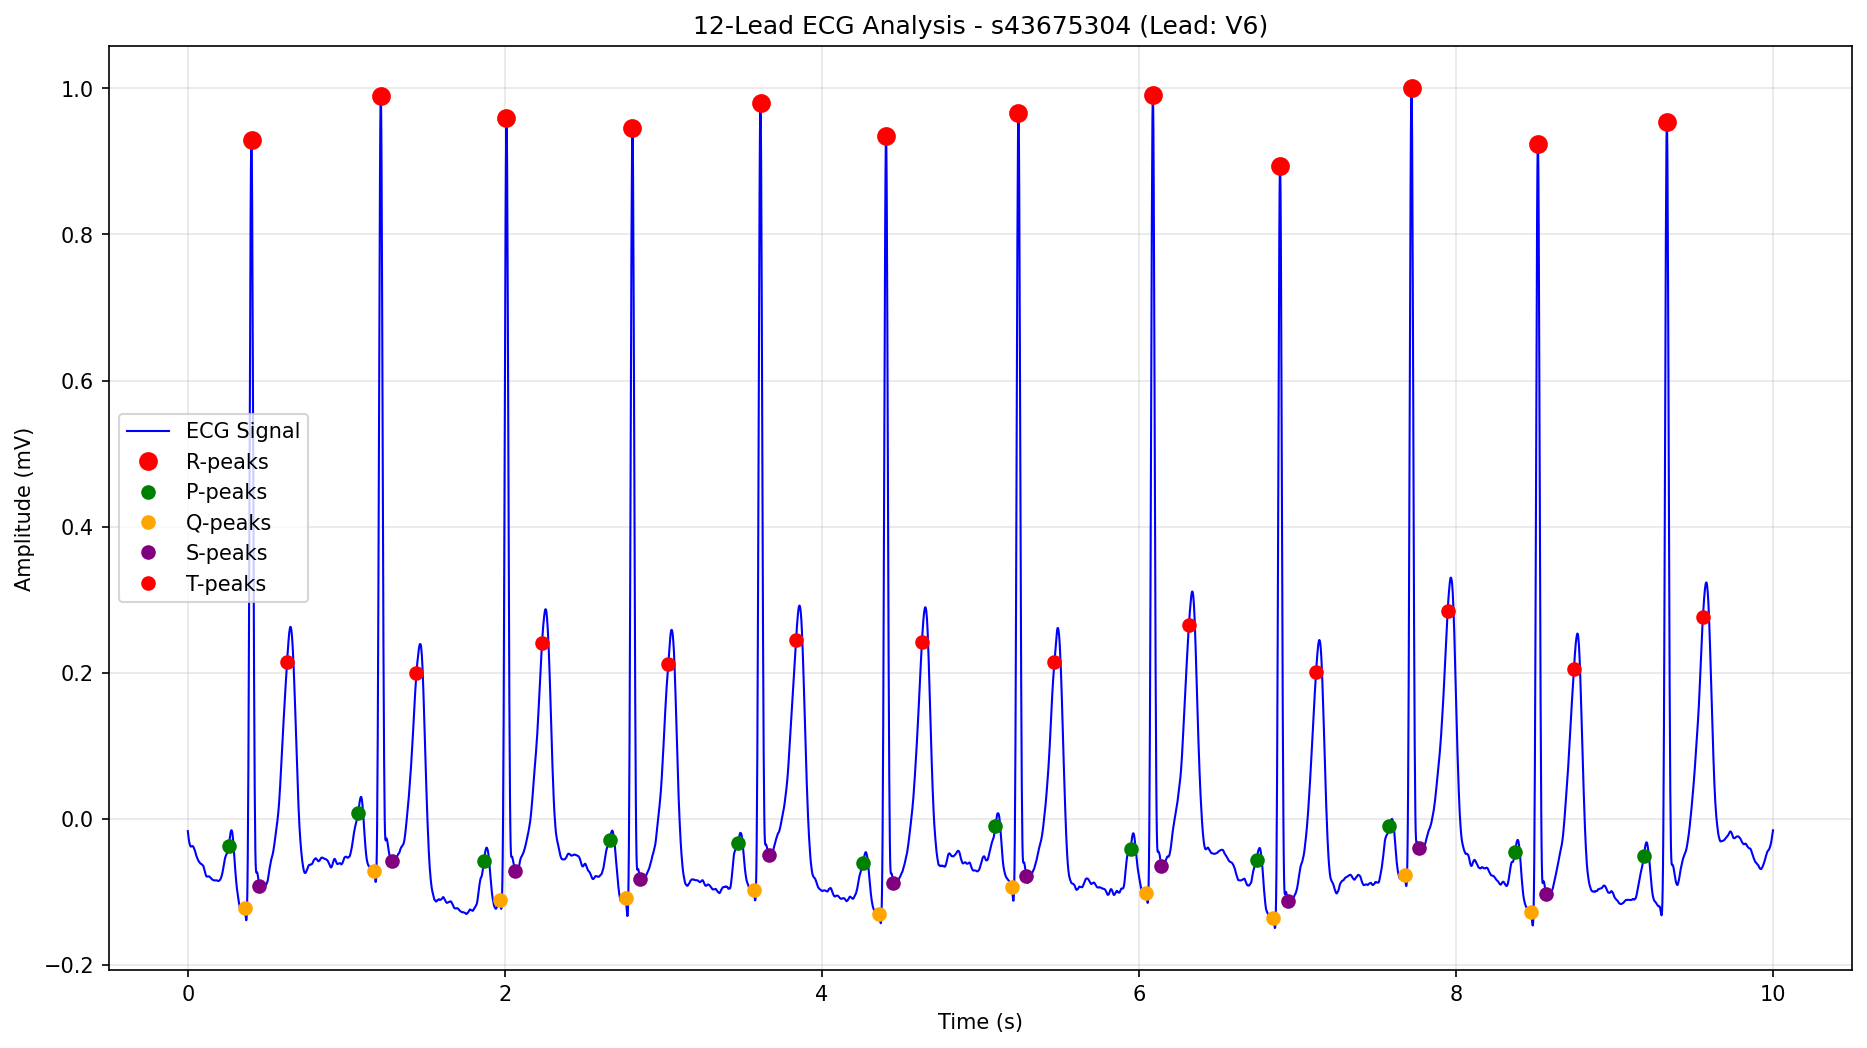 12-Lead ECG Analysis - s43675304 (Lead: V6)
Amplitude (mV)
1.0
0.8
0.6
0.4
0.2
0.0
−0.2
ECG Signal
R-peaks
P-peaks
Q-peaks
S-peaks
T-peaks
0 2 4 6 8 10
Time (s)